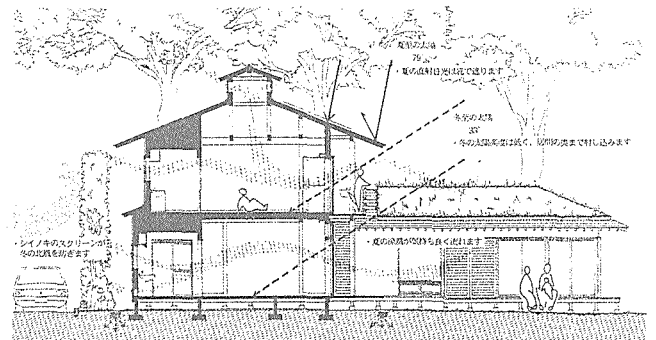 夏至の太陽
・夏の直射日光は庇で遮ります
冬至の太陽
・冬の太陽高度は低く、居間の奥まで射し込みます
・シイノキのスクリーンが
冬の北風を防ぎます
・夏の涼風が気持ち良く流れます